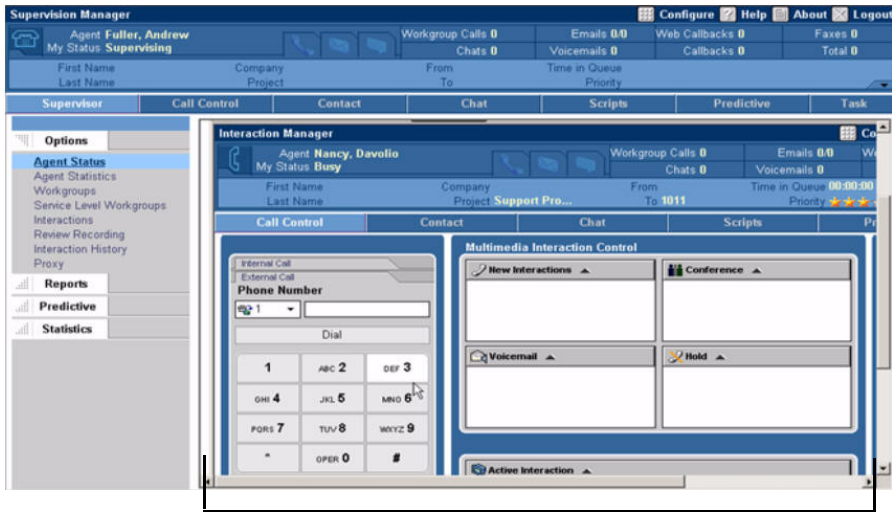 Supervision Manager
Configure Help About Logout
Agent Fuller, Andrew
My Status Supervising
Workgroup Calls 0
Chats 0
Emails 0/0
Voicemails 0
Web Callbacks 0
Callbacks 0
Faxes 0
Total 0
First Name
Last Name
Company
Project
From
To
Time in Queue
Priority
Supervisor Call Control Contact Chat Scripts Predictive Task
Options
Agent Status
Agent Statistics
Workgroups
Service Level Workgroups
Interactions
Review Recording
Interaction History
Proxy
Reports
Predictive
Statistics
Interaction Manager
Co
Agent Nancy, Davolio
My Status Busy
Workgroup Calls 0
Chats 0
Emails 0/0
Voicemails 0
First Name
Last Name
Company
Project Support Pro...
From
To 1011
Time in Queue 00:00:00
Priority
Call Control Contact Chat Scripts Pr
Internal Call
External Call
Phone Number
1
Dial
1 ABC 2 DEF 3
GHI 4 JKL 5 MNO 6
PQRS 7 TUV 8 WXYZ 9
* OPER 0 #
Multimedia Interaction Control
New Interactions
Conference
Voicemail
Hold
Active Interaction